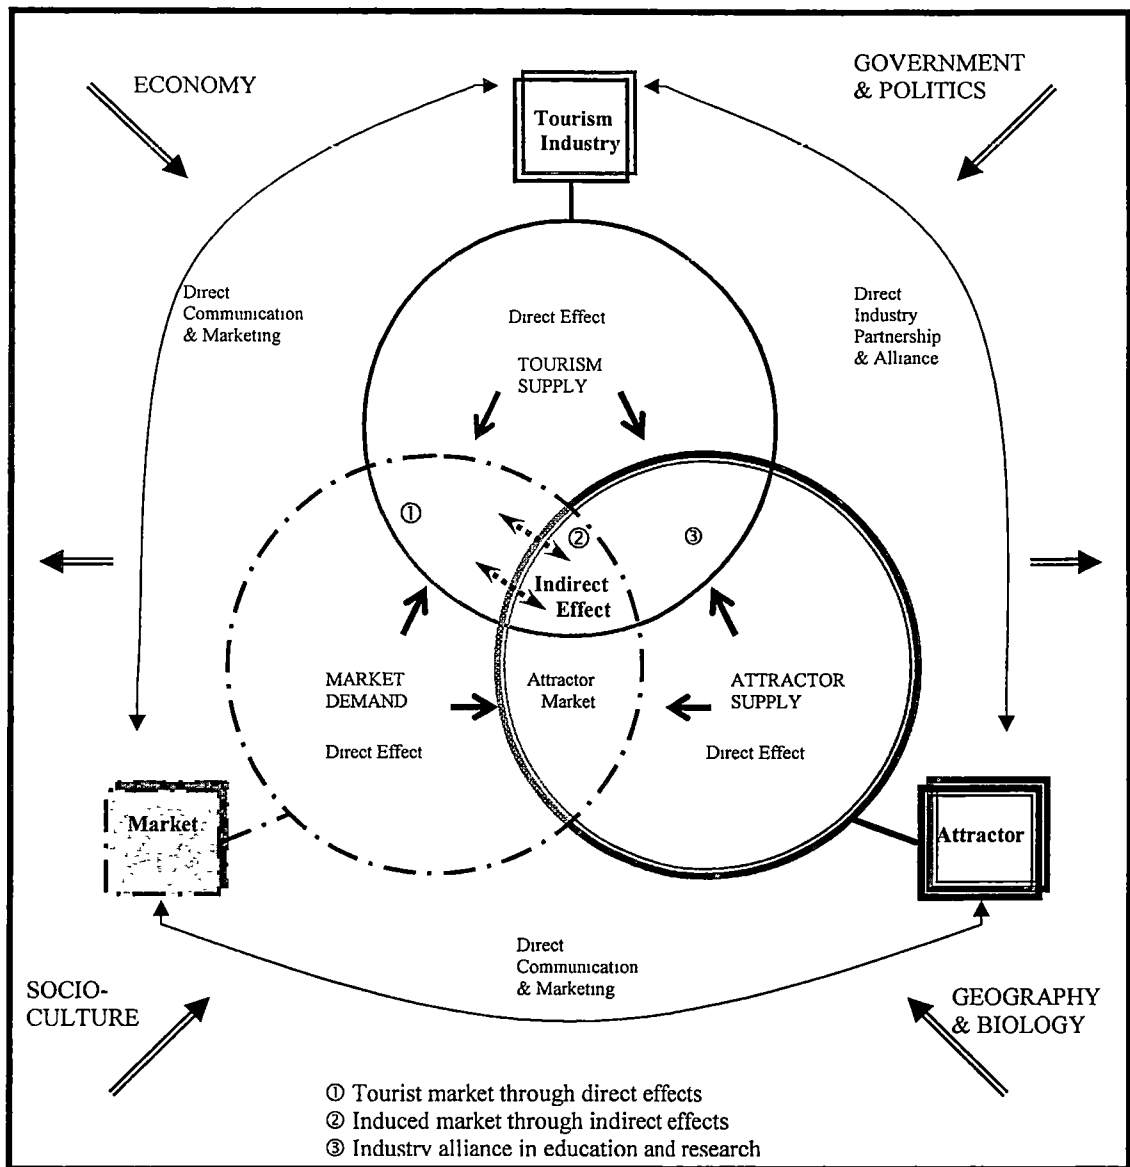 ECONOMY
GOVERNMENT
& POLITICS
Tourism
Industry
Direct
Communication
& Marketing
Direct
Industry
Partnership
& Alliance
Direct Effect
TOURISM
SUPPLY
①
②
③
Indirect
Effect
MARKET
DEMAND
Direct Effect
Attractor
Market
ATTRACTOR
SUPPLY
Direct Effect
Market
Attractor
Direct
Communication
& Marketing
SOCIO-
CULTURE
GEOGRAPHY
& BIOLOGY
① Tourist market through direct effects
② Induced market through indirect effects
③ Industry alliance in education and research